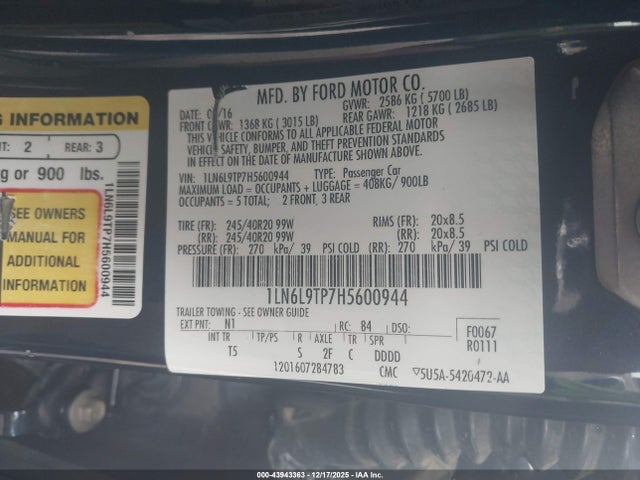 G INFORMATION
NT: 2 REAR: 3
kg or 900 lbs.
SEE OWNERS
MANUAL FOR
ADDITIONAL
INFORMATION
1LN6L9TP7H5600944
MFD. BY FORD MOTOR CO.
DATE: /16 GVWR: 2586 KG ( 5700 LB)
FRONT GAWR: 1368 KG ( 3015 LB) REAR GAWR: 1218 KG ( 2685 LB)
THIS VEHICLE CONFORMS TO ALL APPLICABLE FEDERAL MOTOR
VEHICLE SAFETY, BUMPER, AND THEFT PREVENTION STANDARDS
IN EFFECT ON THE DATE OF MANUFACTURE SHOWN ABOVE.
VIN: 1LN6L9TP7H5600944 TYPE: Passenger Car
MAXIMUM LOAD = OCCUPANTS + LUGGAGE = 408KG/ 900LB
OCCUPANTS = 5 TOTAL; 2 FRONT, 3 REAR
TIRE (FR): 245/40R20 99W RIMS (FR): 20x8.5
(RR): 245/40R20 99W (RR): 20x8.5
PRESSURE (FR): 270 kPa/ 39 PSI COLD (RR): 270 kPa/ 39 PSI COLD
1LN6L9TP7H5600944
TRAILER TOWING - SEE OWNER GUIDE
EXT PNT: N1 RC: B4 DSO: F0067
INT TR TP/PS R AXLE TR SPR R0111
T5 S 2F C DDDD
1201607284783 CMC ▽5U5A-5420472-AA
000-43943363 - 12/17/2025 - IAA Inc.